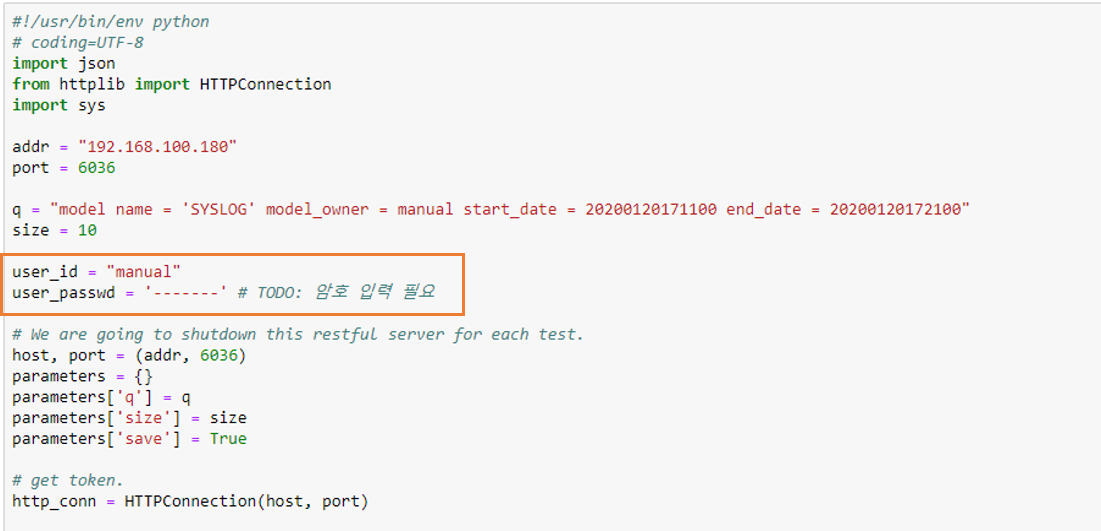 #!/usr/bin/env python
# coding=UTF-8
import json
from httplib import HTTPConnection
import sys
addr = "192.168.100.180"
port = 6036
q = "model name = 'SYSLOG' model_owner = manual start_date = 20200120171100 end_date = 20200120172100"
size = 10
user_id = "manual"
user_passwd = '-------' # TODO: 암호 입력 필요
# We are going to shutdown this restful server for each test.
host, port = (addr, 6036)
parameters = {}
parameters['q'] = q
parameters['size'] = size
parameters['save'] = True
# get token.
http_conn = HTTPConnection(host, port)